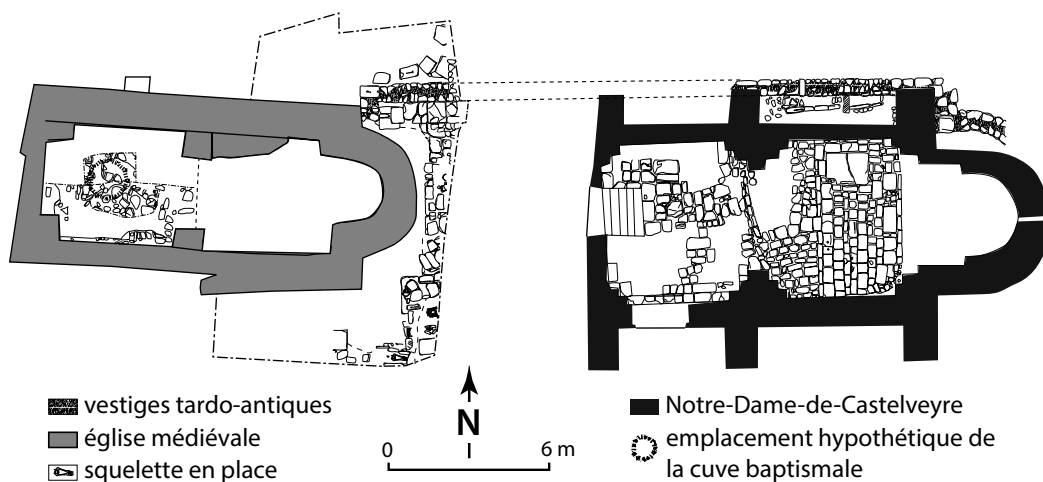 vestiges tardo-antiques
église médiévale
squelette en place
N
0 6 m
Notre-Dame-de-Castelveyre
emplacement hypothétique de
la cuve baptismale